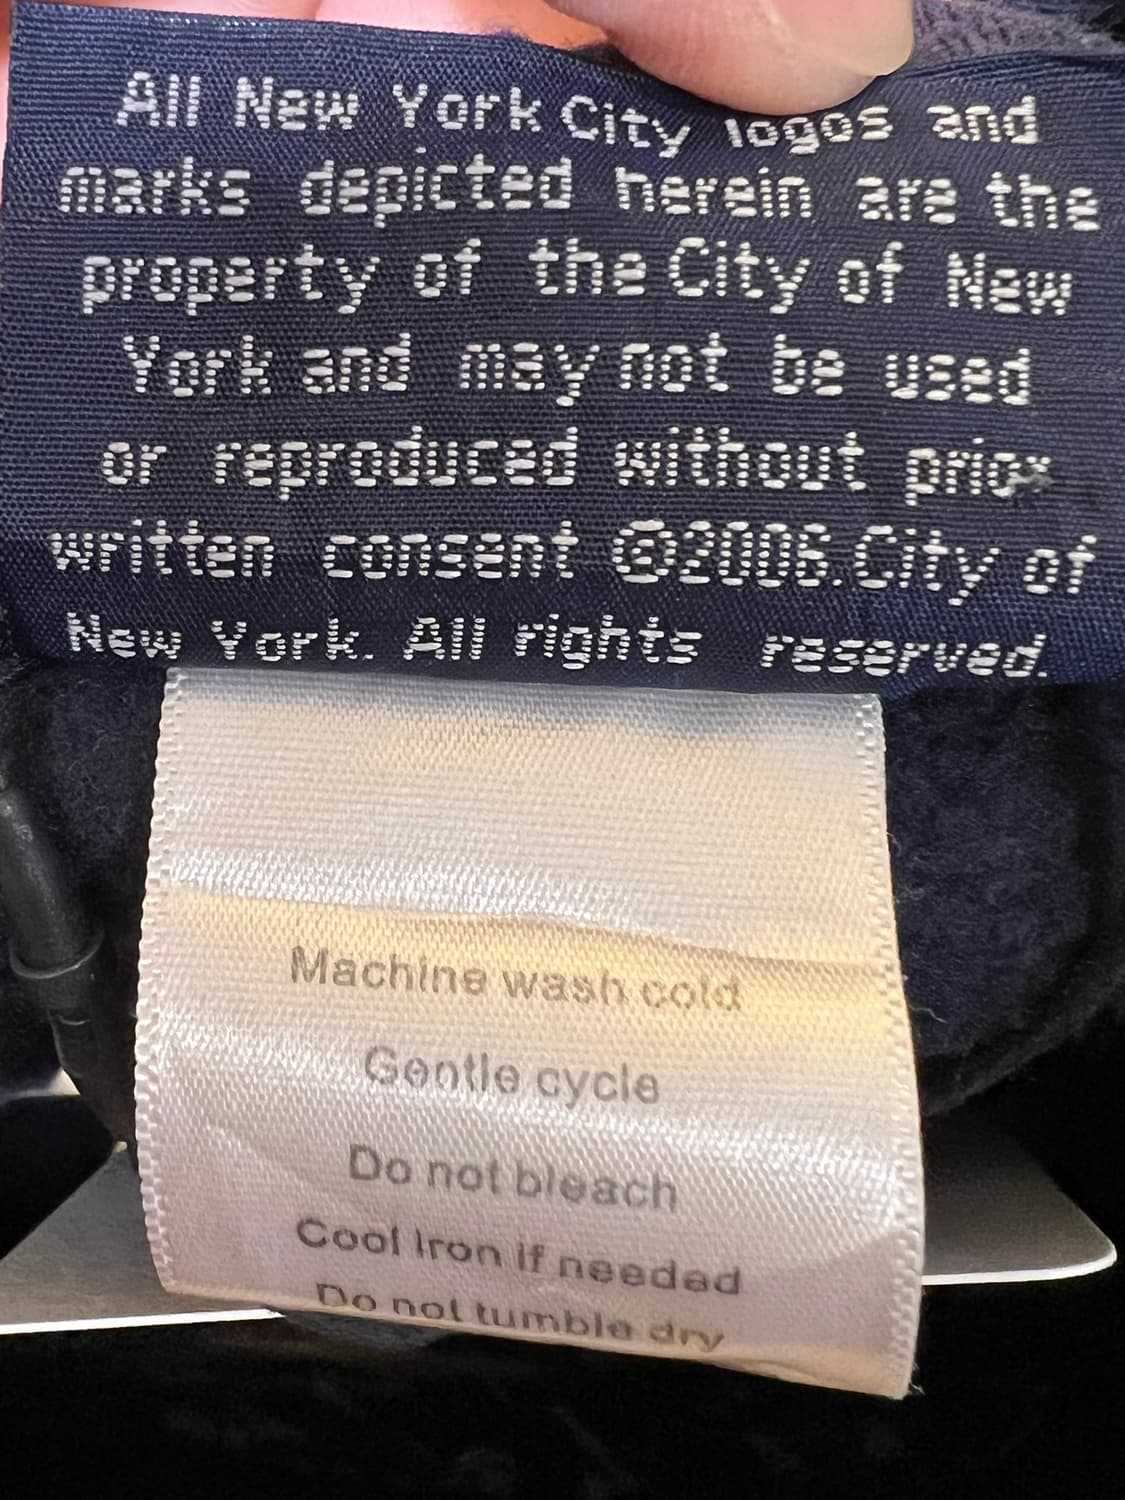 All New York City logos and
marks depicted herein are the
property of the City of New
York and may not be used
or reproduced without prior
written consent ©2006.City of
New York. All rights reserved.
Machine wash cold
Gentle cycle
Do not bleach
Cool Iron if needed
Do not tumble dry